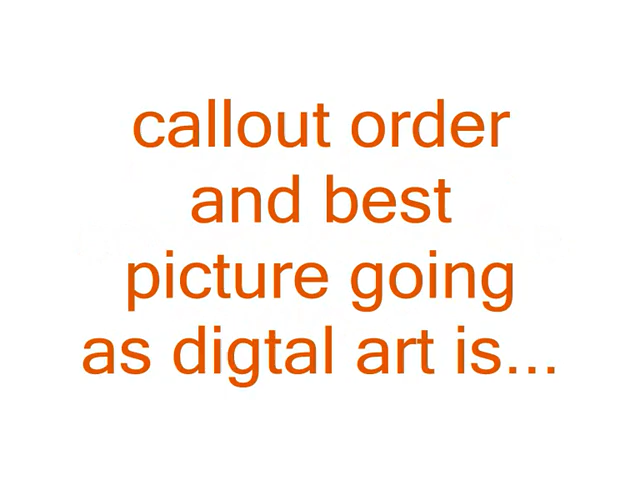 callout order
and best
picture going
as digtal art is...